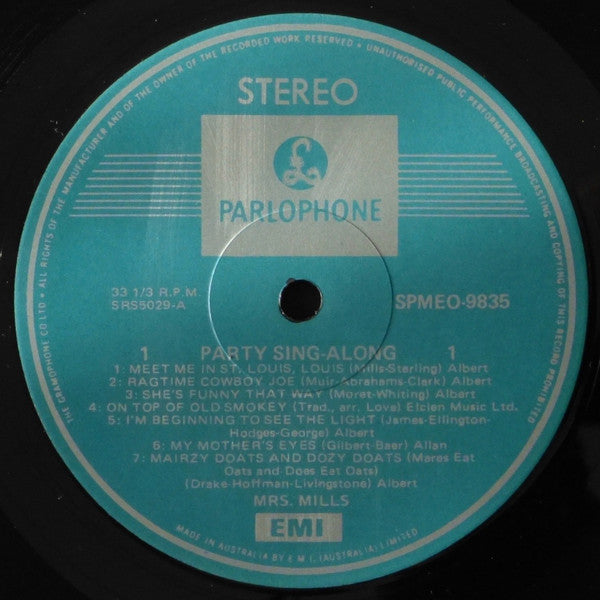 THE GRAMOPHONE CO LTD • ALL RIGHTS OF THE MANUFACTURER AND OF THE OWNER OF THE RECORDED WORK RESERVED • UNAUTHORISED PUBLIC PERFORMANCE BROADCASTING AND COPYING OF THIS RECORD PROHIBITED
STEREO
£
PARLOPHONE
33 1/3 R.P.M.
SRS5029-A
SPMEO-9835
1 PARTY SING-ALONG 1
1: MEET ME IN ST. LOUIS, LOUIS (Mills-Sterling) Albert
2: RAGTIME COWBOY JOE (Muir-Abrahams-Clark) Albert
3: SHE'S FUNNY THAT WAY (Moret-Whiting) Albert
4: ON TOP OF OLD SMOKEY (Trad., arr. Love) Elcien Music Ltd.
5: I'M BEGINNING TO SEE THE LIGHT (James-Ellington-
Hodges-George) Albert
6: MY MOTHER'S EYES (Gilbert-Baer) Allan
7: MAIRZY DOATS AND DOZY DOATS (Mares Eat
Oats and Does Eat Oats)
(Drake-Hoffman-Livingstone) Albert
MRS. MILLS
EMI
MADE IN AUSTRALIA BY E.M.I. (AUSTRALIA) LIMITED